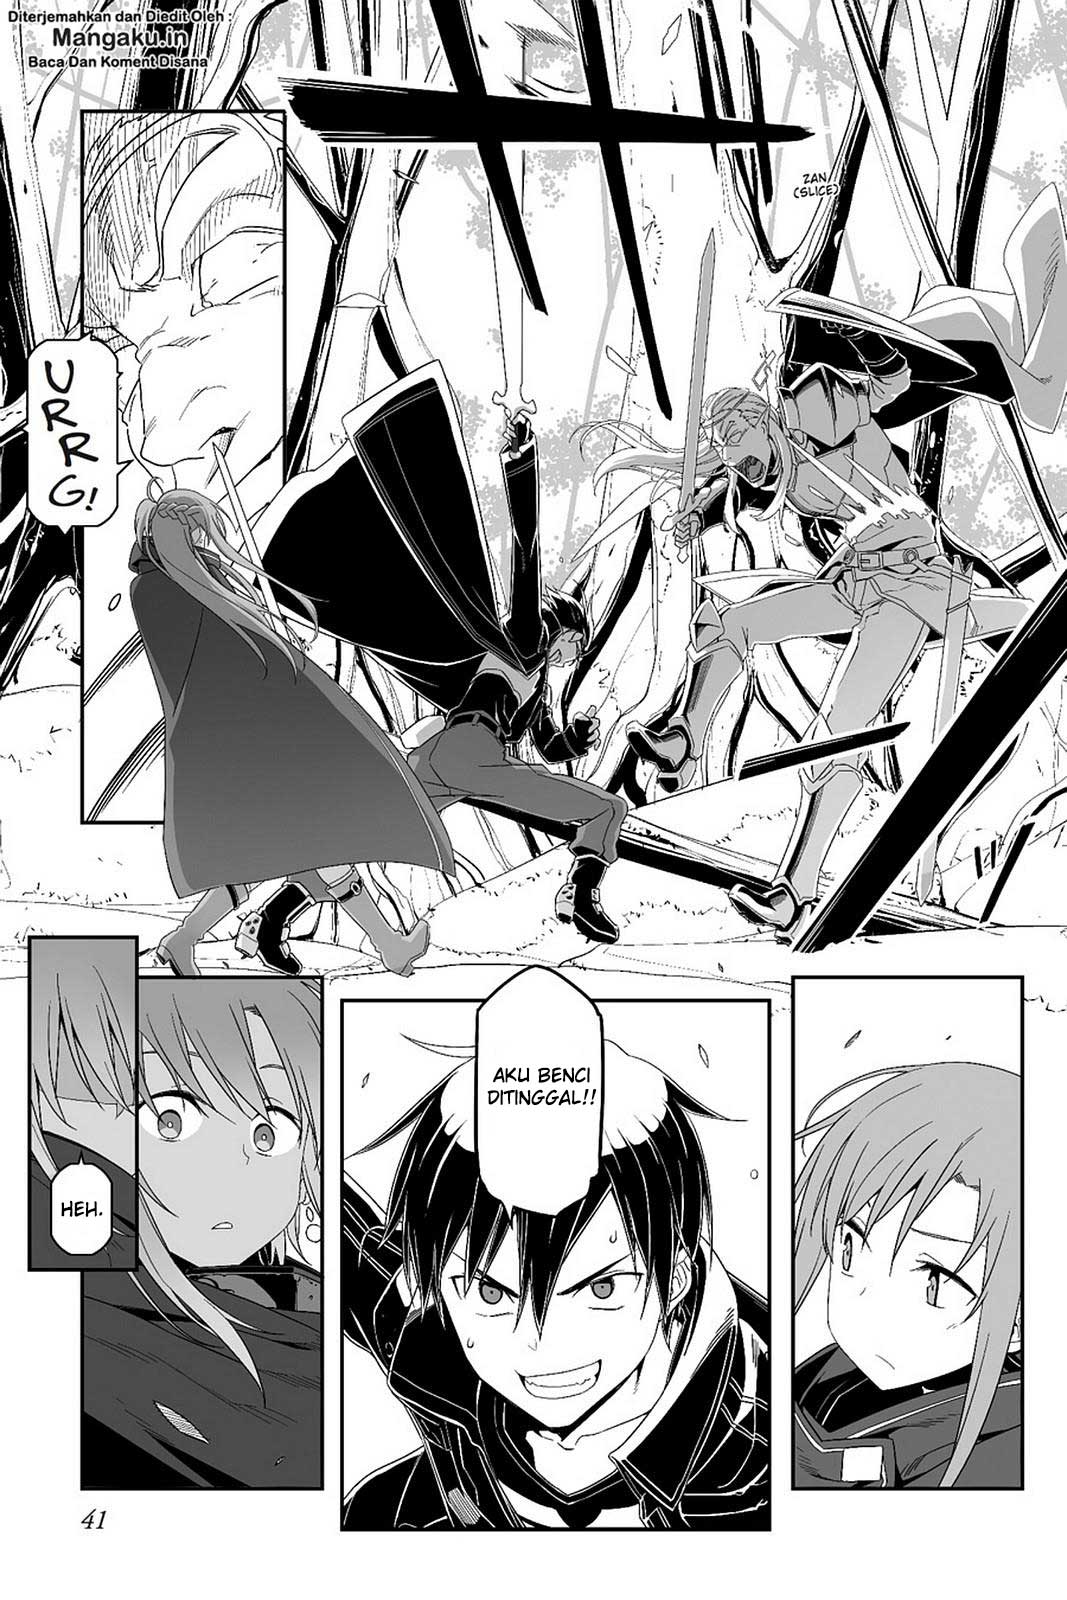 Diterjemahkan dan Diedit Oleh :
Mangaku.in
Baca Dan Koment Disana
ZAN
(SLICE)
URRG!
AKU BENCI
DITINGGAL!!
HEH.
41